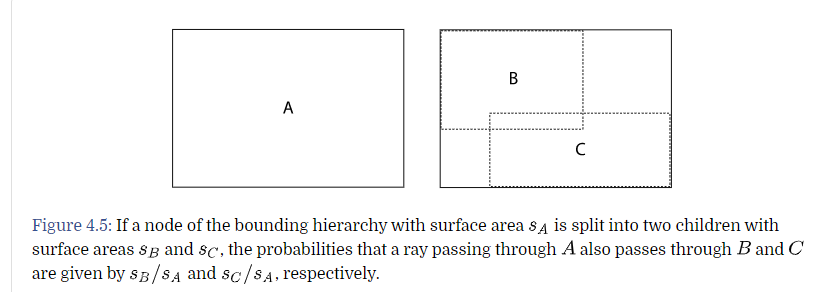 A
B
C
Figure 4.5: If a node of the bounding hierarchy with surface area s_A is split into two children with
surface areas s_B and s_C, the probabilities that a ray passing through A also passes through B and C
are given by s_B/s_A and s_C/s_A, respectively.